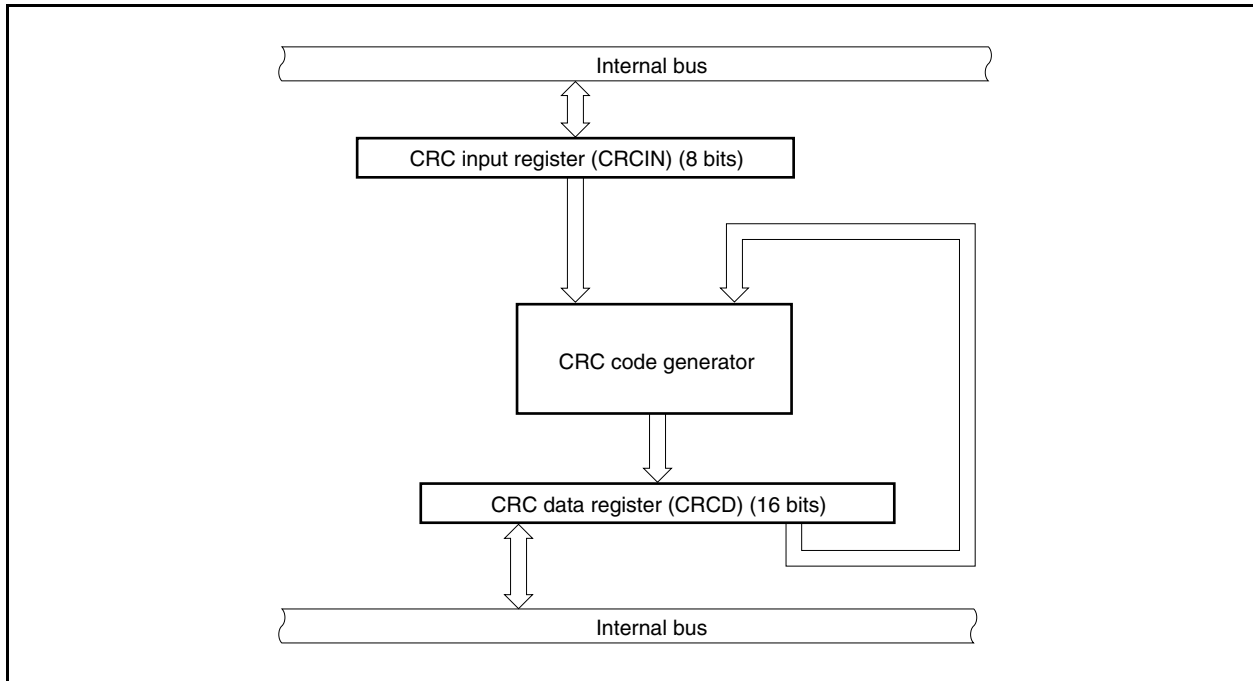 Internal bus
CRC input register (CRCIN) (8 bits)
CRC code generator
CRC data register (CRCD) (16 bits)
Internal bus